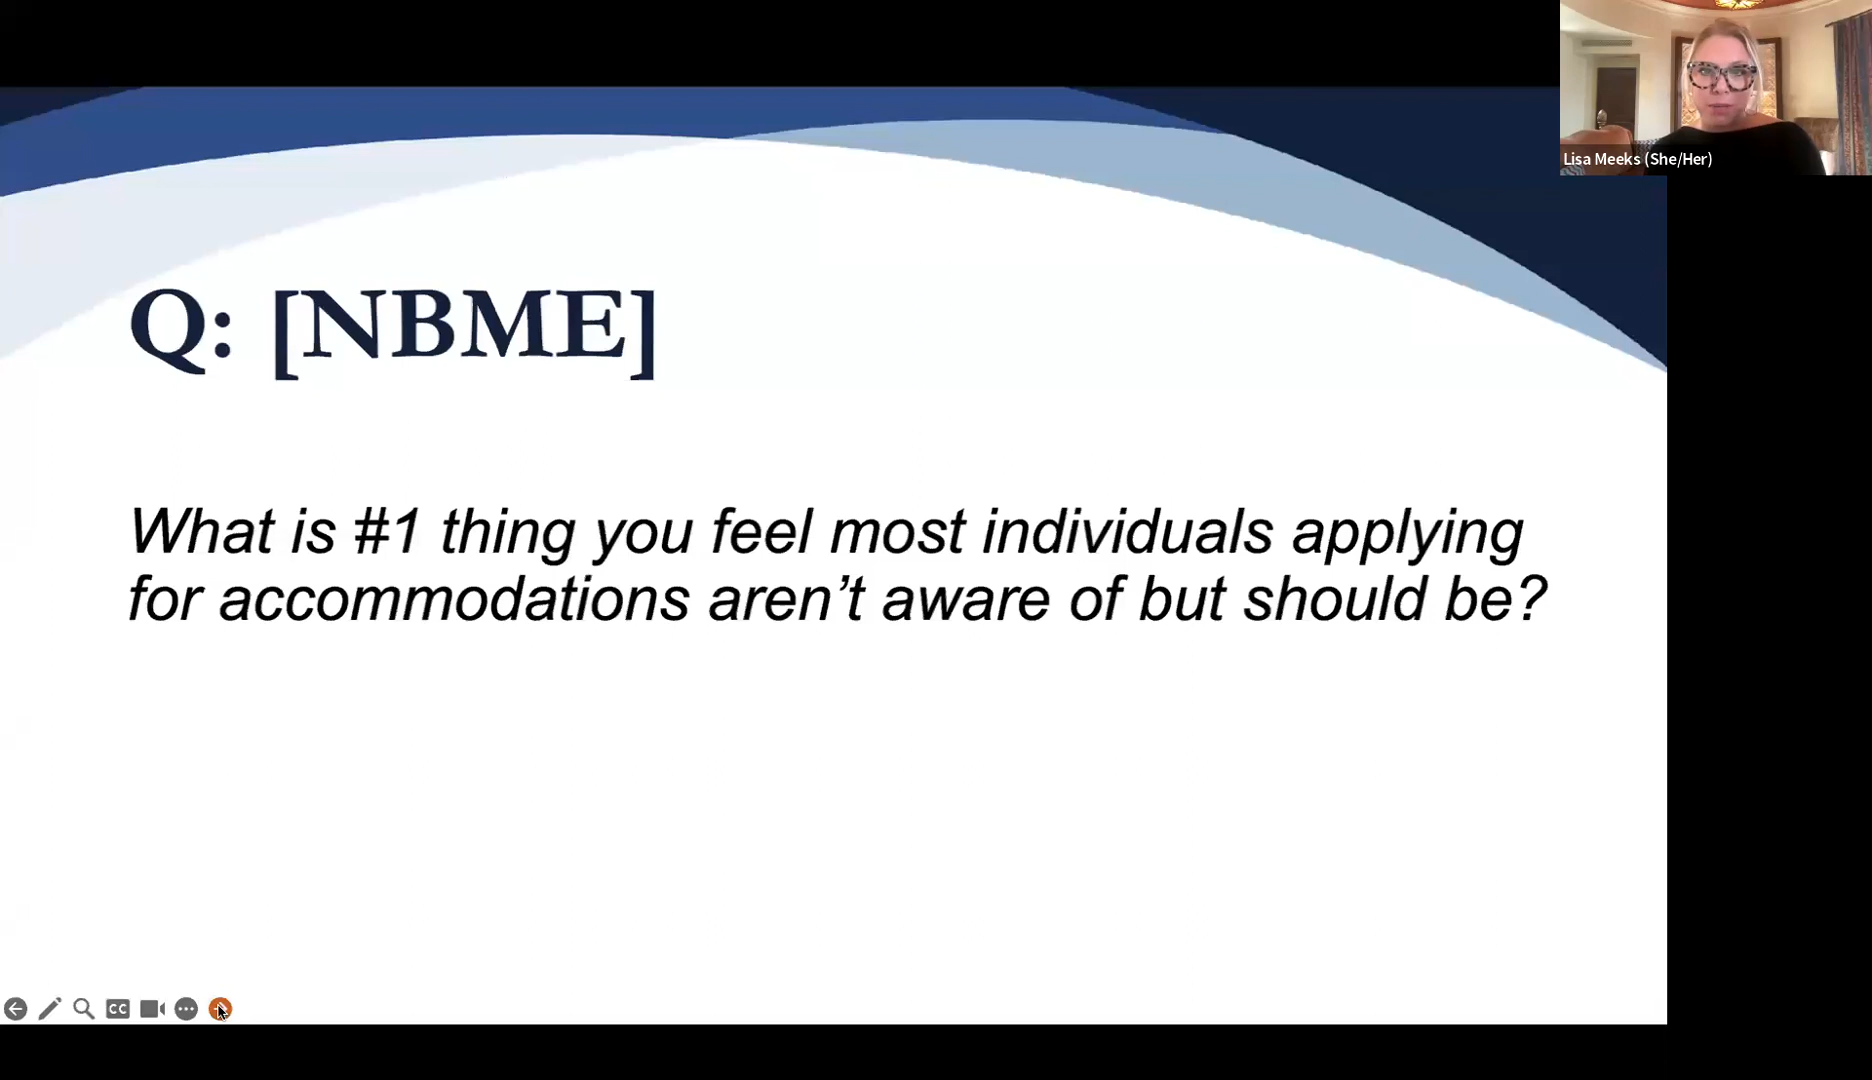 Lisa Meeks (She/Her)
Q: [NBME]
What is #1 thing you feel most individuals applying
for accommodations aren’t aware of but should be?
CC